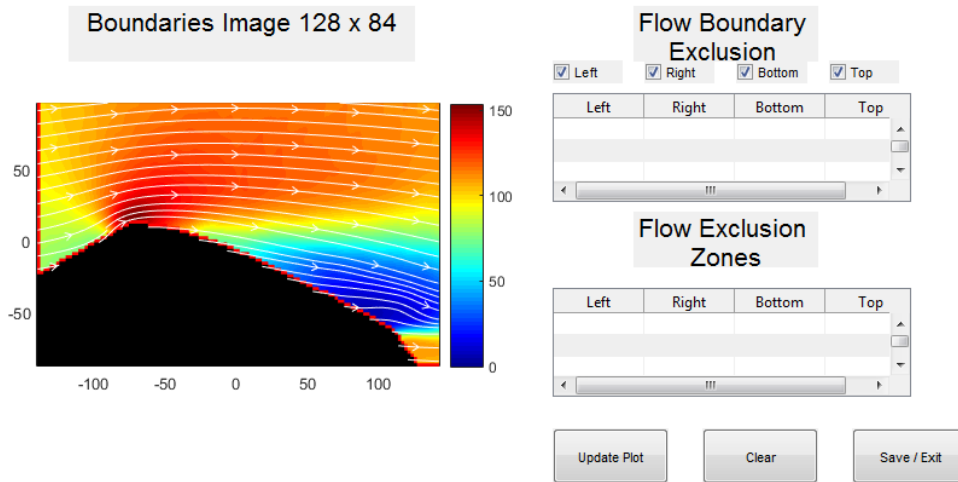 Boundaries Image 128 x 84
50
0
-50
-100
-50
0
50
100
150
100
50
0
Flow Boundary
Exclusion
Left
Right
Bottom
Top
Left
Right
Bottom
Top
Flow Exclusion
Zones
Left
Right
Bottom
Top
Update Plot
Clear
Save / Exit